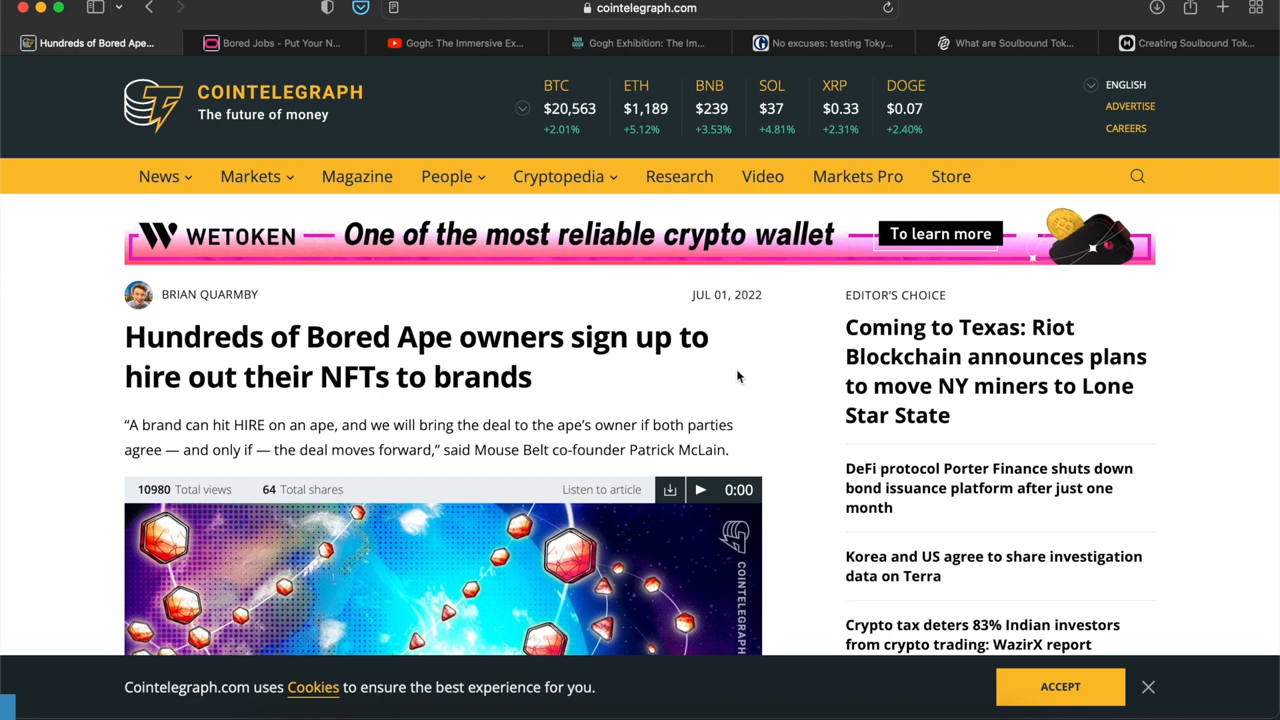 cointelegraph.com
Hundreds of Bored Ape...
Bored Jobs - Put Your N...
Gogh: The Immersive Ex...
Gogh Exhibition: The Im...
No excuses: testing Toky...
What are Soulbound Tok...
Creating Soulbound Tok...
COINTELEGRAPH
The future of money
BTC ETH BNB SOL XRP DOGE
$20,563 $1,189 $239 $37 $0.33 $0.07
+2.01% +5.12% +3.53% +4.81% +2.31% +2.40%
ENGLISH
ADVERTISE
CAREERS
News Markets Magazine People Cryptopedia Research Video Markets Pro Store
WETOKEN One of the most reliable crypto wallet To learn more
BRIAN QUARMBY JUL 01, 2022
Hundreds of Bored Ape owners sign up to
hire out their NFTs to brands
“A brand can hit HIRE on an ape, and we will bring the deal to the ape’s owner if both parties
agree — and only if — the deal moves forward,” said Mouse Belt co-founder Patrick McLain.
10980 Total views 64 Total shares Listen to article 0:00
COINTELEGRAPH
EDITOR’S CHOICE
Coming to Texas: Riot
Blockchain announces plans
to move NY miners to Lone
Star State
DeFi protocol Porter Finance shuts down
bond issuance platform after just one
month
Korea and US agree to share investigation
data on Terra
Crypto tax deters 83% Indian investors
from crypto trading: WazirX report
Cointelegraph.com uses Cookies to ensure the best experience for you.
ACCEPT